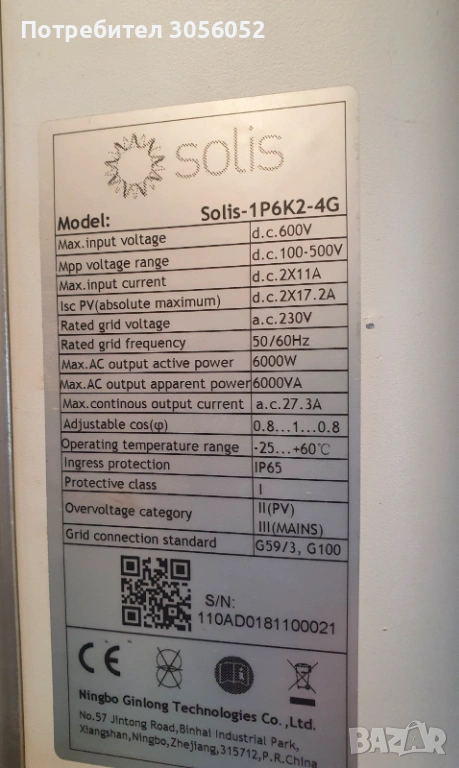 Потребител 3056052
solis
Model: Solis-1P6K2-4G
Max.input voltage d.c.600V
Mpp voltage range d.c.100-500V
Max.input current d.c.2X11A
Isc PV(absolute maximum) d.c.2X17.2A
Rated grid voltage a.c.230V
Rated grid frequency 50/60Hz
Max.AC output active power 6000W
Max.AC output apparent power 6000VA
Max.continous output current a.c.27.3A
Adjustable cos(φ) 0.8...1...0.8
Operating temperature range -25...+60℃
Ingress protection IP65
Protective class I
Overvoltage category II(PV)
III(MAINS)
Grid connection standard G59/3, G100
S/N:
110AD0181100021
CE
Ningbo Ginlong Technologies Co.,Ltd.
No.57 Jintong Road,Binhai Industrial Park,
Xiangshan,Ningbo,Zhejiang,315712,P.R.China
BAZAR